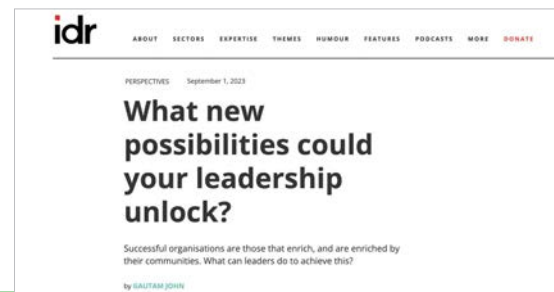 idr
ABOUT SECTORS EXPERTISE THEMES HUMOUR FEATURES PODCASTS MORE DONATE
PERSPECTIVES September 1, 2023
What new
possibilities could
your leadership
unlock?
Successful organisations are those that enrich, and are enriched by
their communities. What can leaders do to achieve this?
by GAUTAM JOHN